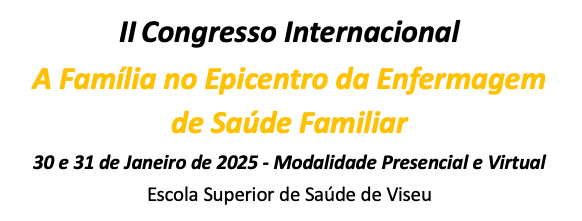 II Congresso Internacional
A Família no Epicentro da Enfermagem
de Saúde Familiar
30 e 31 de Janeiro de 2025 - Modalidade Presencial e Virtual
Escola Superior de Saúde de Viseu